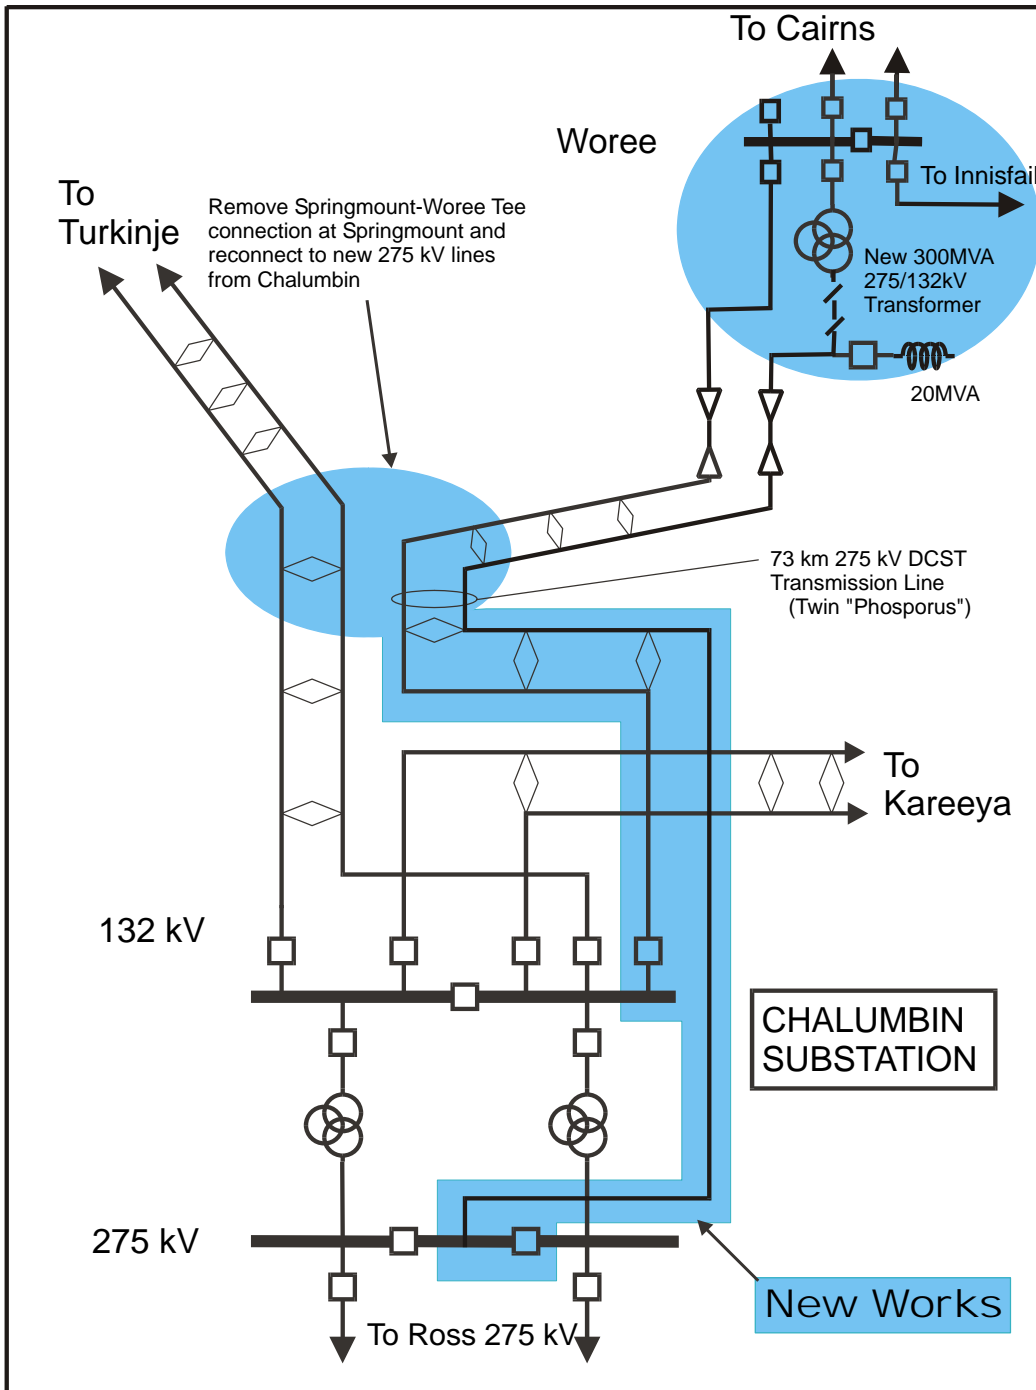 To Cairns
Woree
To Innisfail
To
Turkinje
Remove Springmount-Woree Tee
connection at Springmount and
reconnect to new 275 kV lines
from Chalumbin
New 300MVA
275/132kV
Transformer
20MVA
73 km 275 kV DCST
Transmission Line
(Twin "Phosporus")
To
Kareeya
132 kV
CHALUMBIN
SUBSTATION
275 kV
New Works
To Ross 275 kV